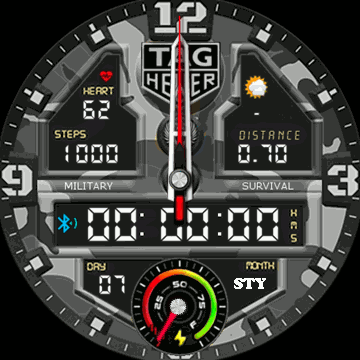 12
TAG
HEUER
HEART
62
STEPS
1000
-
DISTANCE
0.70
9
3
MILITARY
SURVIVAL
00:00:00
H
M
S
DAY
07
MONTH
STY
25
50
75
F